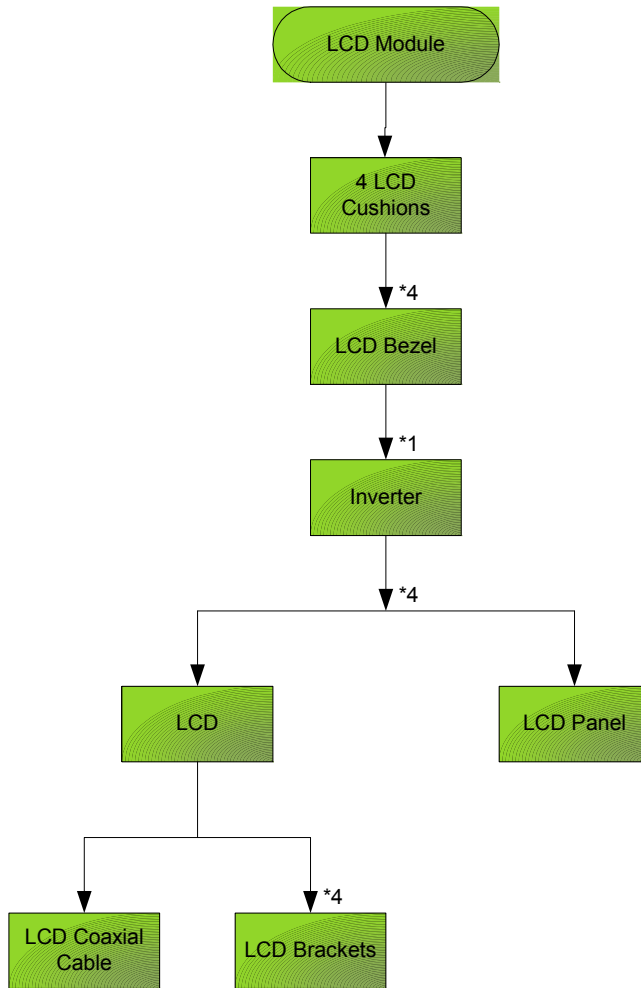 LCD Module
4 LCD
Cushions
*4
LCD Bezel
*1
Inverter
*4
LCD
LCD Panel
*4
LCD Coaxial
Cable
LCD Brackets